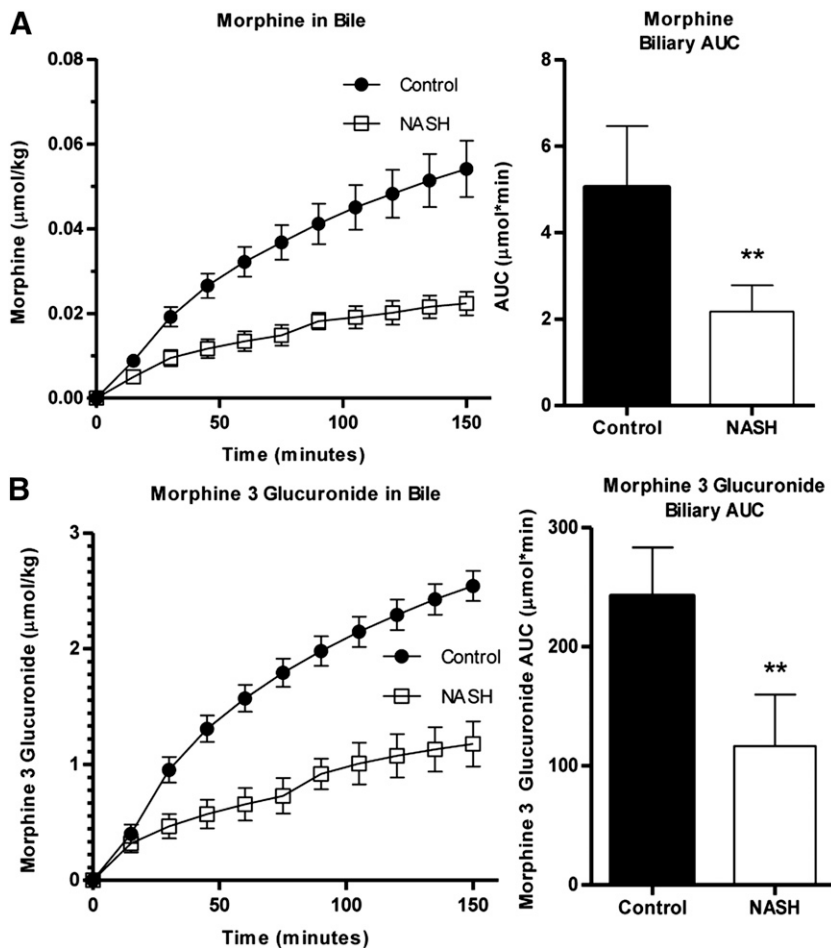 A
Morphine in Bile
0.08
0.06
0.04
0.02
0.00
Morphine (μmol/kg)
Control
NASH
0
50
100
150
Time (minutes)
Morphine
Biliary AUC
8
6
4
2
0
AUC (μmol*min)
**
Control
NASH
B
Morphine 3 Glucuronide in Bile
3
2
1
0
Morphine 3 Glucuronide (μmol/kg)
Control
NASH
0
50
100
150
Time (minutes)
Morphine 3 Glucuronide
Biliary AUC
300
200
100
0
Morphine 3 Glucuronide AUC (μmol*min)
**
Control
NASH